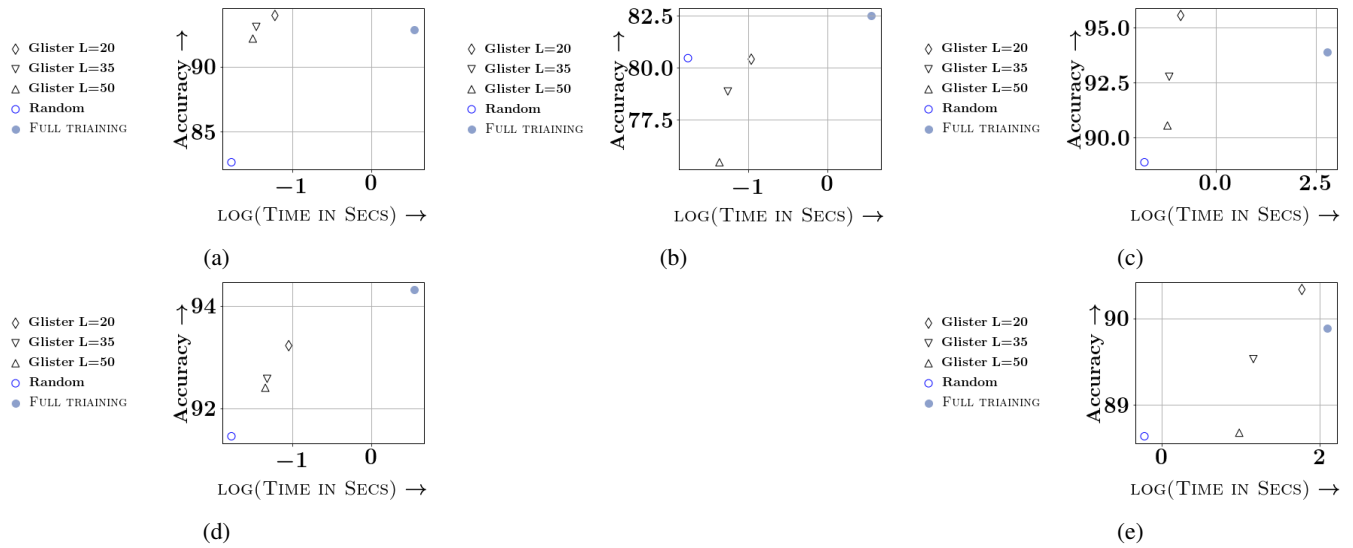 Glister L=20
Glister L=35
Glister L=50
Random
FULL TRIAINING
Accuracy →
90
85
−1
0
LOG(TIME IN SECS) →
(a)
Glister L=20
Glister L=35
Glister L=50
Random
FULL TRIAINING
Accuracy →
82.5
80.0
77.5
−1
0
LOG(TIME IN SECS) →
(b)
Glister L=20
Glister L=35
Glister L=50
Random
FULL TRIAINING
Accuracy →
95.0
92.5
90.0
0.0
2.5
LOG(TIME IN SECS) →
(c)
Glister L=20
Glister L=35
Glister L=50
Random
FULL TRIAINING
Accuracy →
94
92
−1
0
LOG(TIME IN SECS) →
(d)
Glister L=20
Glister L=35
Glister L=50
Random
FULL TRIAINING
Accuracy →
90
89
0
2
LOG(TIME IN SECS) →
(e)